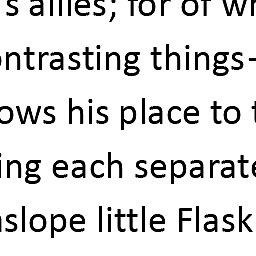 's allies; for of wh
ontrasting things-
ows his place to t
ing each separate
slope little Flask